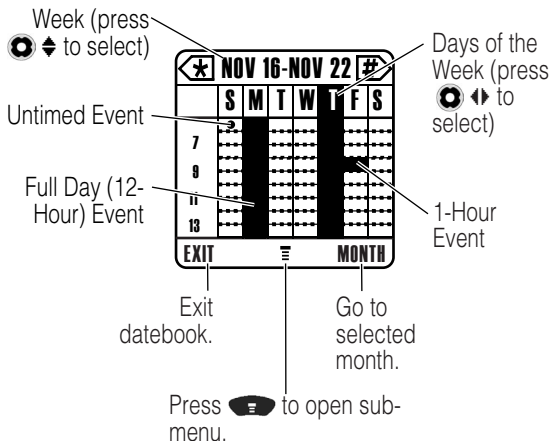 Week (press
to select)
Days of the
Week (press
to
select)
* NOV 16-NOV 22 #
S M T W T F S
Untimed Event
7
9
11
13
Full Day (12-
Hour) Event
1-Hour
Event
EXIT MONTH
Exit
datebook.
Go to
selected
month.
Press to open sub-
menu.